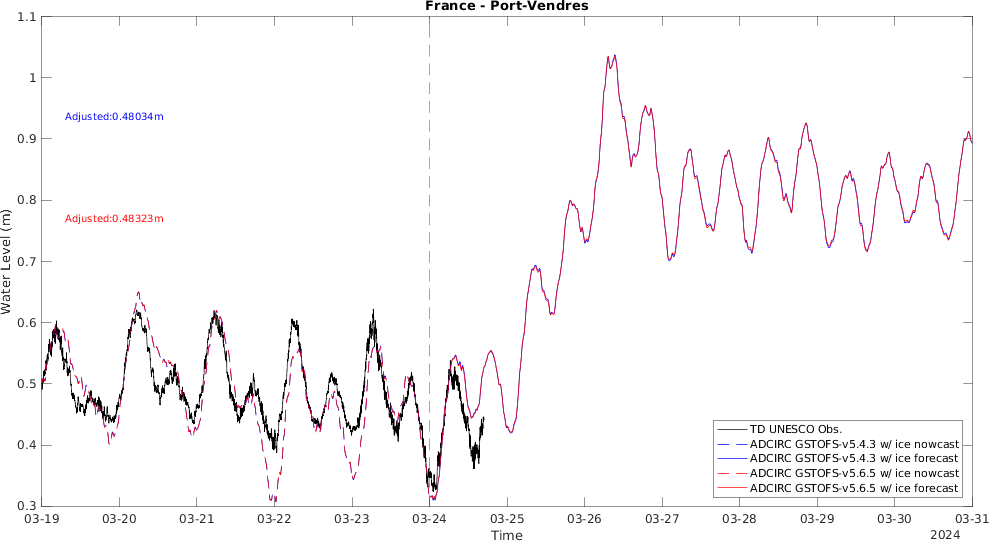 France - Port-Vendres
1.1
1
0.9
0.8
0.7
0.6
0.5
0.4
0.3
Water Level (m)
Adjusted:0.48034m
Adjusted:0.48323m
TD UNESCO Obs.
ADCIRC GSTOFS-v5.4.3 w/ ice nowcast
ADCIRC GSTOFS-v5.4.3 w/ ice forecast
ADCIRC GSTOFS-v5.6.5 w/ ice nowcast
ADCIRC GSTOFS-v5.6.5 w/ ice forecast
03-19 03-20 03-21 03-22 03-23 03-24 03-25 03-26 03-27 03-28 03-29 03-30 03-31
Time
2024